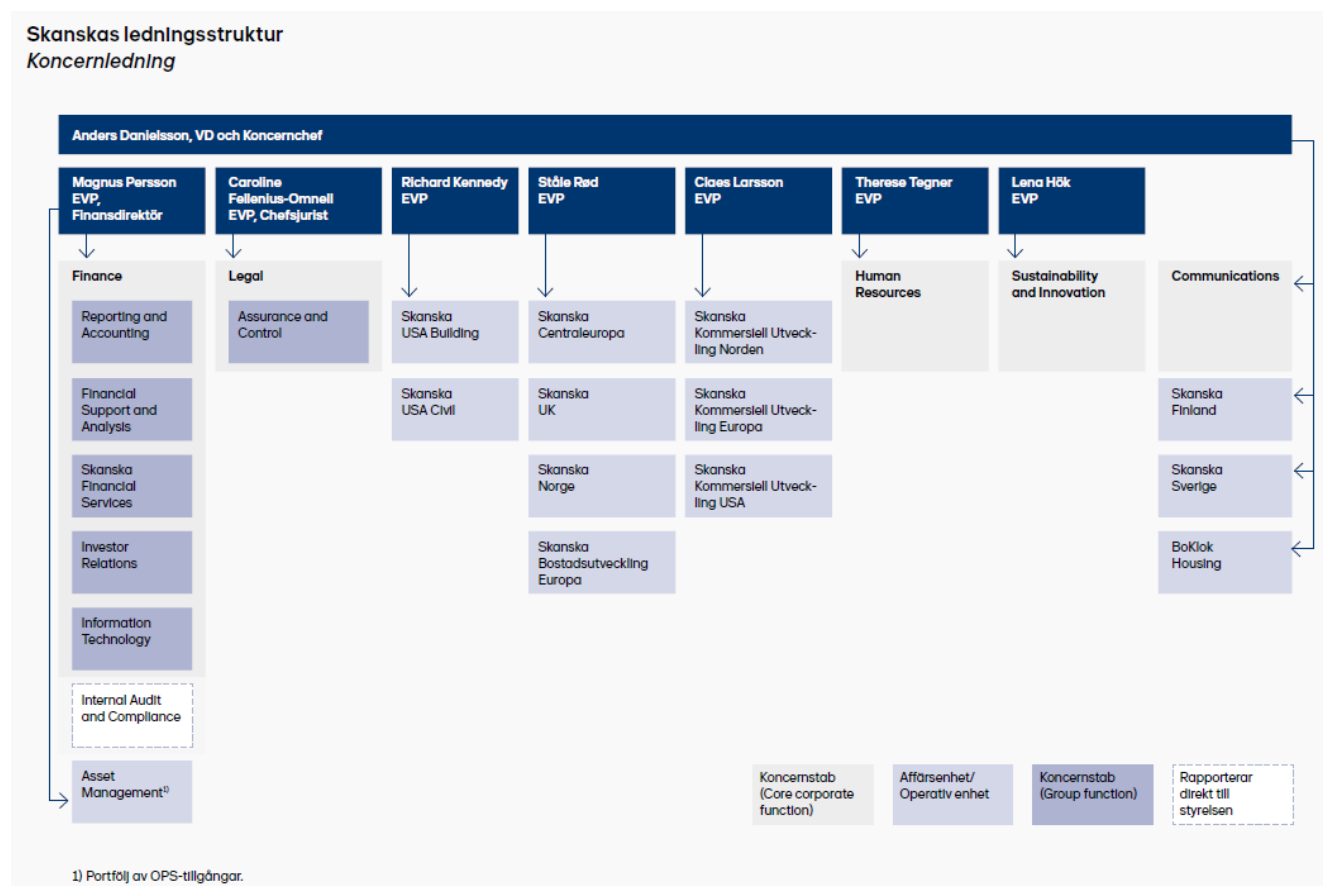 Skanskas ledningsstruktur
Koncernledning
Anders Danielsson, VD och Koncernchef
Magnus Persson
EVP,
Finansdirektör
Caroline
Fellenius-Omnell
EVP, Chefsjurist
Richard Kennedy
EVP
Ståle Rød
EVP
Claes Larsson
EVP
Therese Tegner
EVP
Lena Hök
EVP
Finance
Legal
Human
Resources
Sustainability
and Innovation
Communications
Reporting and
Accounting
Assurance and
Control
Skanska
USA Building
Skanska
Centraleuropa
Skanska
Kommersiell Utveck-
ling Norden
Financial
Support and
Analysis
Skanska
USA Civil
Skanska
UK
Skanska
Kommersiell Utveck-
ling Europa
Skanska
Finland
Skanska
Financial
Services
Skanska
Norge
Skanska
Kommersiell Utveck-
ling USA
Skanska
Sverige
Investor
Relations
Skanska
Bostadsutveckling
Europa
BoKlok
Housing
Information
Technology
Internal Audit
and Compliance
Asset
Management¹⁾
Koncernstab
(Core corporate
function)
Affärsenhet/
Operativ enhet
Koncernstab
(Group function)
Rapporterar
direkt till
styrelsen
1) Portfölj av OPS-tillgångar.